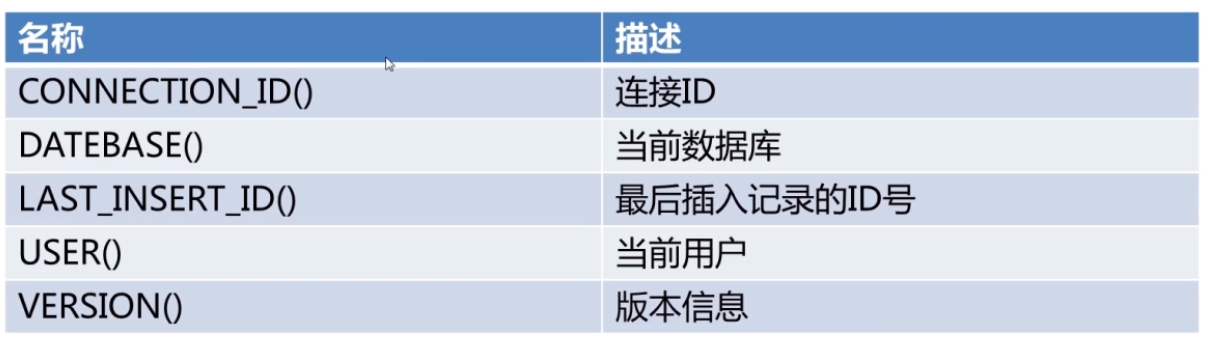 名称 描述
CONNECTION_ID() 连接ID
DATEBASE() 当前数据库
LAST_INSERT_ID() 最后插入记录的ID号
USER() 当前用户
VERSION() 版本信息